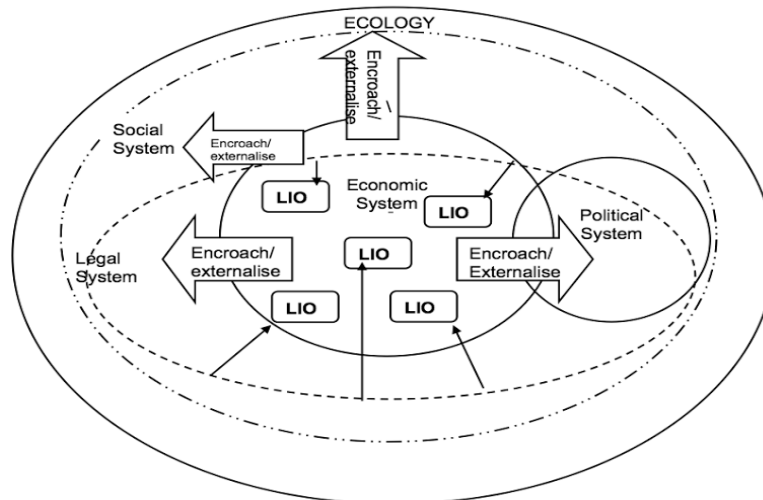 ECOLOGY
Encroach/
externalise
Social
System
Encroach/
externalise
LIO
Economic
System
LIO
Political
System
Legal
System
Encroach/
externalise
LIO
Encroach/
Externalise
LIO
LIO